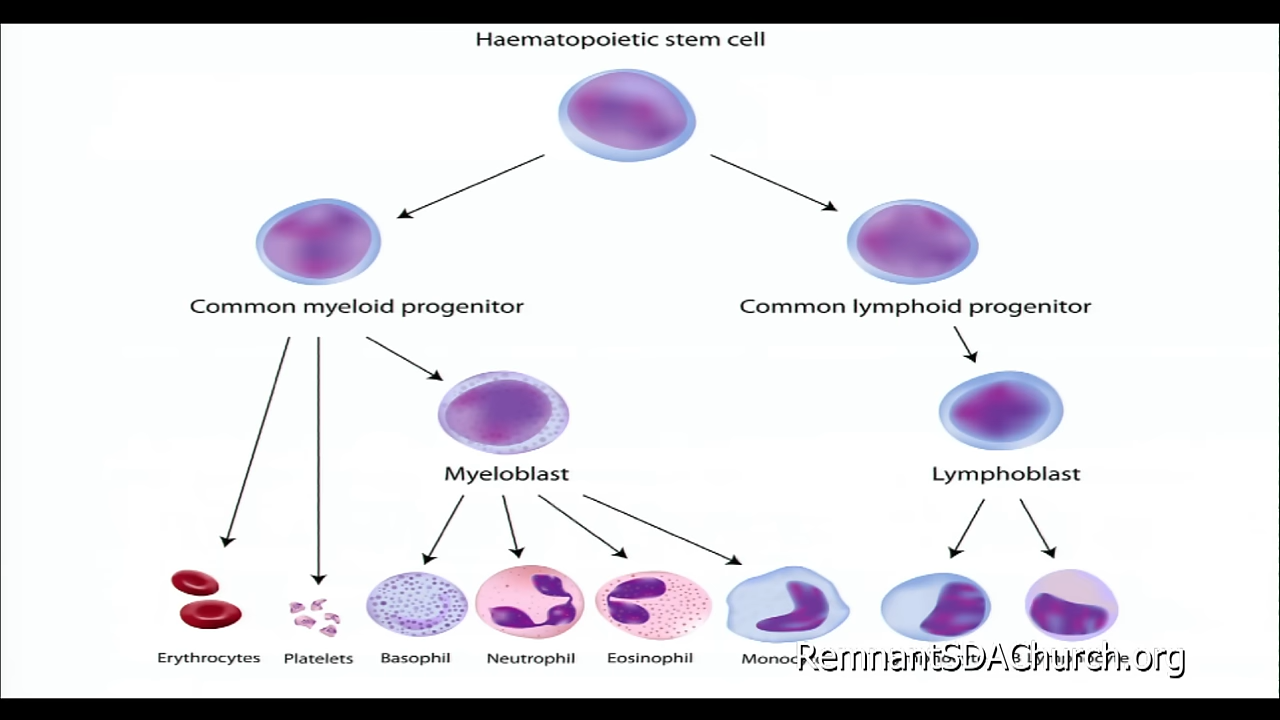 Haematopoietic stem cell
Common myeloid progenitor
Common lymphoid progenitor
Myeloblast
Lymphoblast
Erythrocytes
Platelets
Basophil
Neutrophil
Eosinophil
RemnantSDAChurch.org